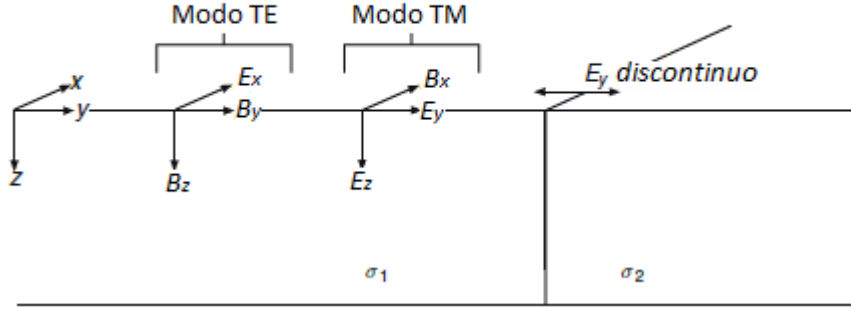 Modo TE Modo TM
x Ex Bx Ey discontinuo
y By Ey
z Bz Ez
σ1 σ2